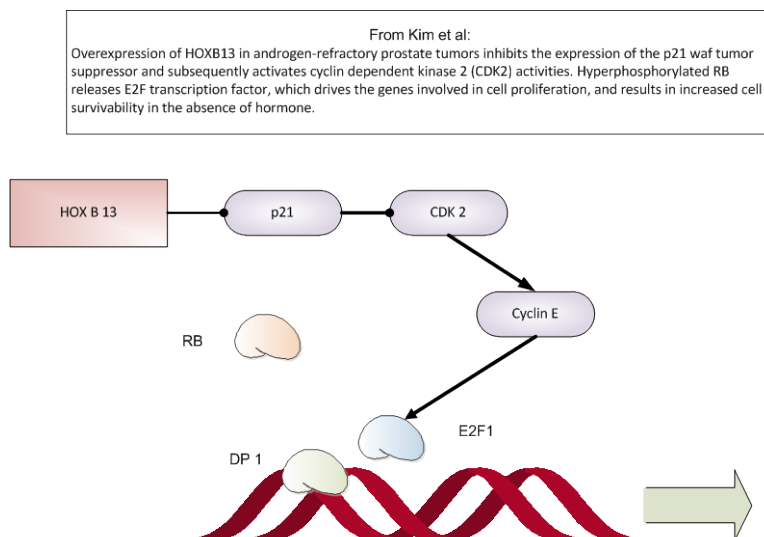 From Kim et al:
Overexpression of HOXB13 in androgen-refractory prostate tumors inhibits the expression of the p21 waf tumor
suppressor and subsequently activates cyclin dependent kinase 2 (CDK2) activities. Hyperphosphorylated RB
releases E2F transcription factor, which drives the genes involved in cell proliferation, and results in increased cell
survivability in the absence of hormone.
HOX B 13
p21
CDK 2
Cyclin E
RB
E2F1
DP 1